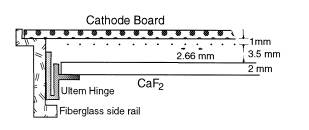 Cathode Board
1mm
3.5 mm
2.66 mm
2 mm
CaF2
Ultem Hinge
Fiberglass side rail